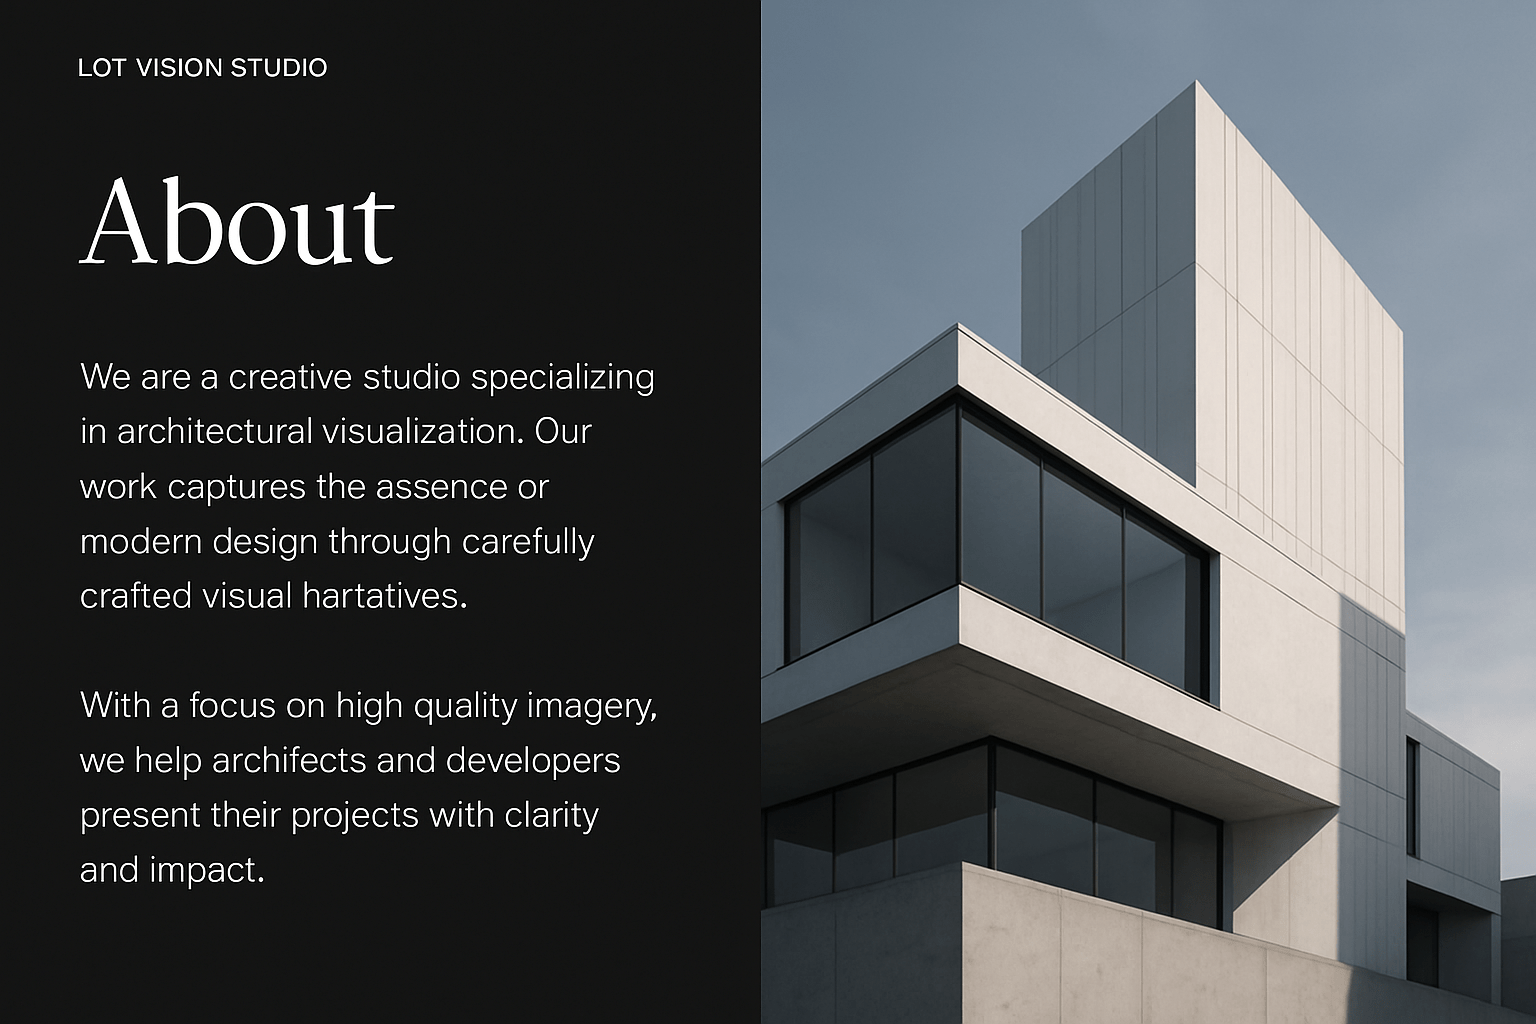 LOT VISION STUDIO
About
We are a creative studio specializing
in architectural visualization. Our
work captures the assence or
modern design through carefully
crafted visual hartatives.
With a focus on high quality imagery,
we help archifects and developers
present their projects with clarity
and impact.